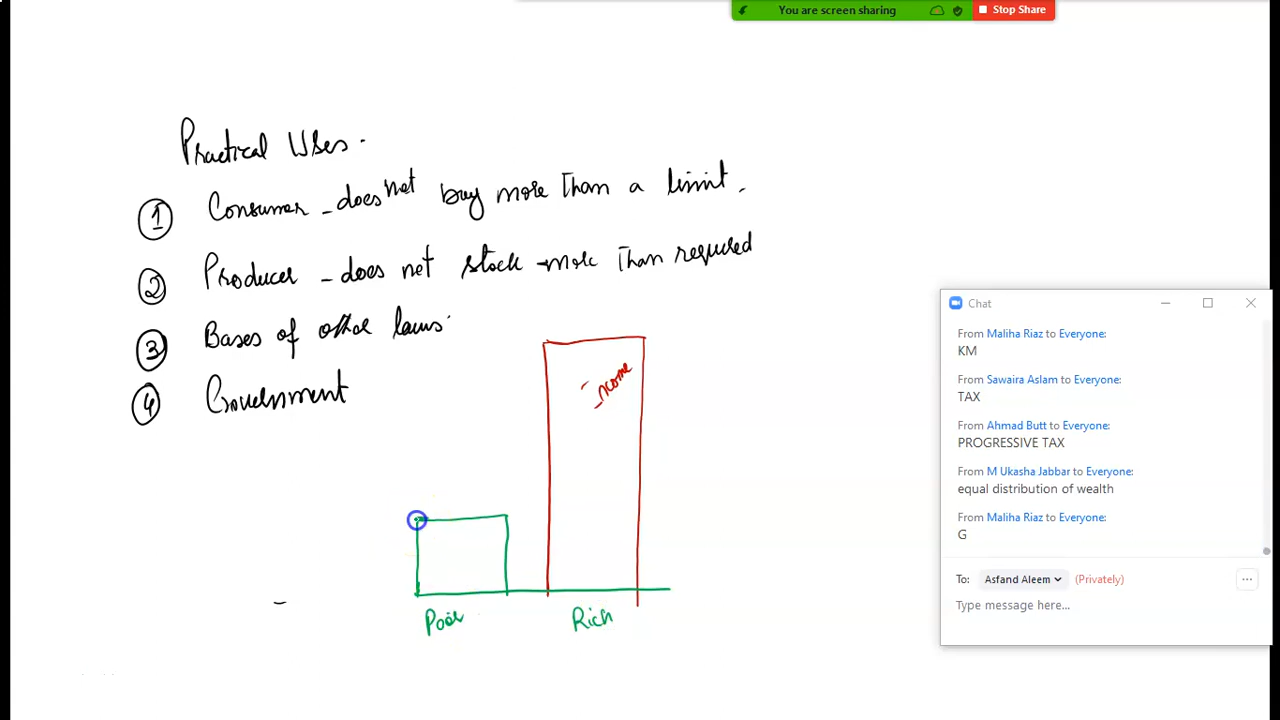 You are screen sharing
Stop Share
Practical Uses.
1 Consumer - does not buy more than a limit.
2 Producer - does not stock more than required
3 Bases of other laws.
4 Government
Income
Poor
Rich
Chat
From Maliha Riaz to Everyone:
KM
From Sawaira Aslam to Everyone:
TAX
From Ahmad Butt to Everyone:
PROGRESSIVE TAX
From M Ukasha Jabbar to Everyone:
equal distribution of wealth
From Maliha Riaz to Everyone:
G
To: Asfand Aleem (Privately)
Type message here...